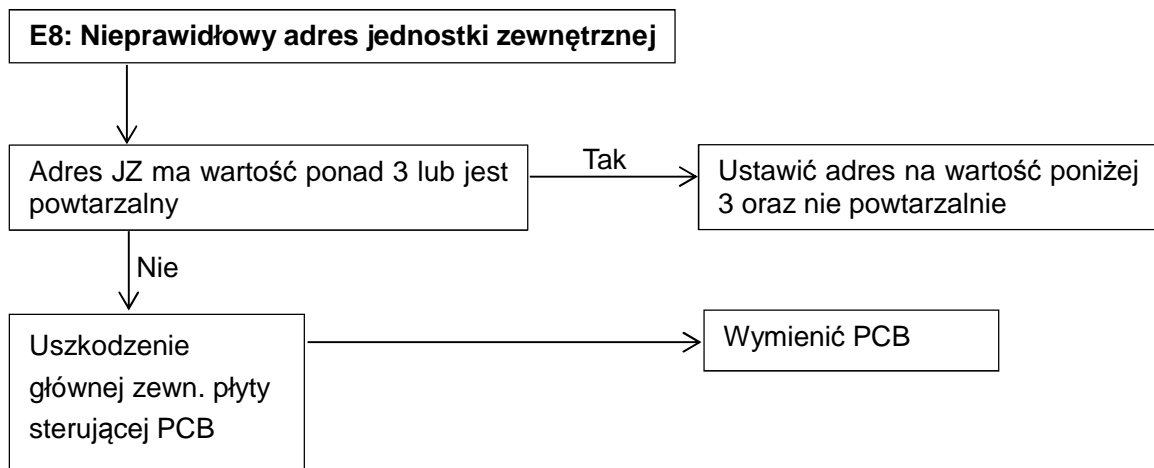 E8: Nieprawidłowy adres jednostki zewnętrznej
Adres JZ ma wartość ponad 3 lub jest
powtarzalny
Tak
Ustawić adres na wartość poniżej
3 oraz nie powtarzalnie
Nie
Uszkodzenie
głównej zewn. płyty
sterującej PCB
Wymienić PCB